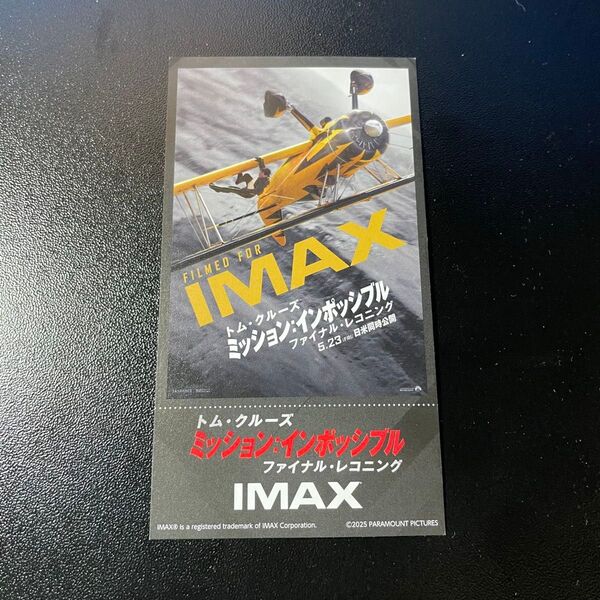 FILMED FOR
IMAX
トム・クルーズ
ミッション:インポッシブル
ファイナル・レコニング
5.23 日米同時公開
トム・クルーズ
ミッション:インポッシブル
ファイナル・レコニング
IMAX
IMAX® is a registered trademark of IMAX Corporation.
©2025 PARAMOUNT PICTURES